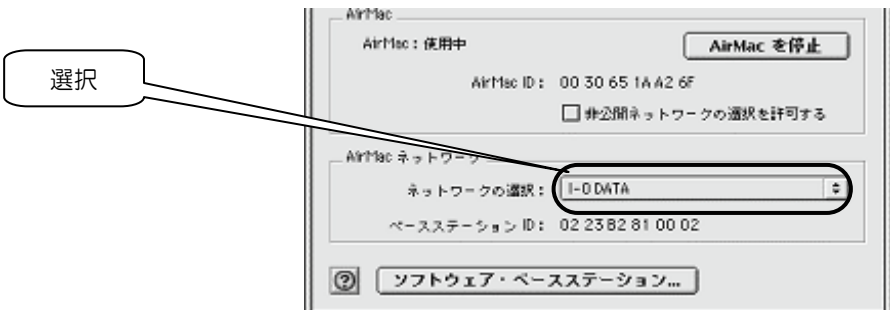 AirMac
AirMac：使用中
AirMac を停止
選択
AirMac ID： 00 30 65 1A A2 6F
非公開ネットワークの選択を許可する
AirMac ネットワーク
ネットワークの選択： I-O DATA
ベースステーション ID： 02 23 B2 81 00 02
? ソフトウェア・ベースステーション...